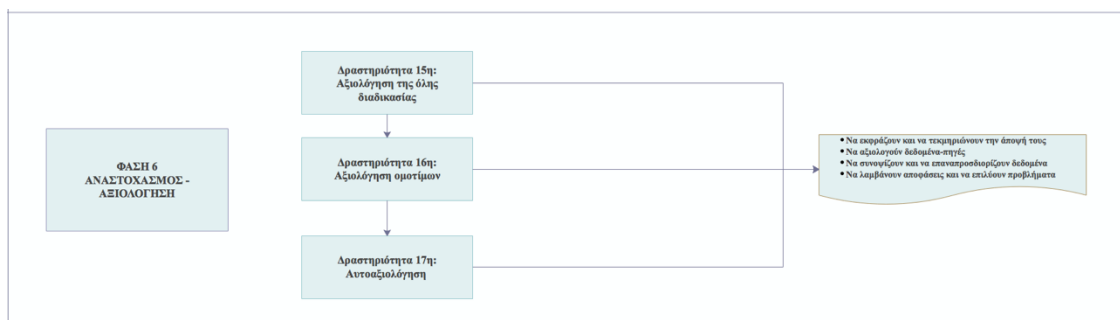 ΦΑΣΗ 6
ΑΝΑΣΤΟΧΑΣΜΟΣ -
ΑΞΙΟΛΟΓΗΣΗ
Δραστηριότητα 15η:
Αξιολόγηση της όλης
διαδικασίας
Δραστηριότητα 16η:
Αξιολόγηση ομοτίμων
Δραστηριότητα 17η:
Αυτοαξιολόγηση
• Να εκφράζουν και να τεκμηριώνουν την άποψή τους
• Να αξιολογούν δεδομένα-πηγές
• Να συνοψίζουν και να επαναπροσδιορίζουν δεδομένα
• Να λαμβάνουν αποφάσεις και να επιλύουν προβλήματα